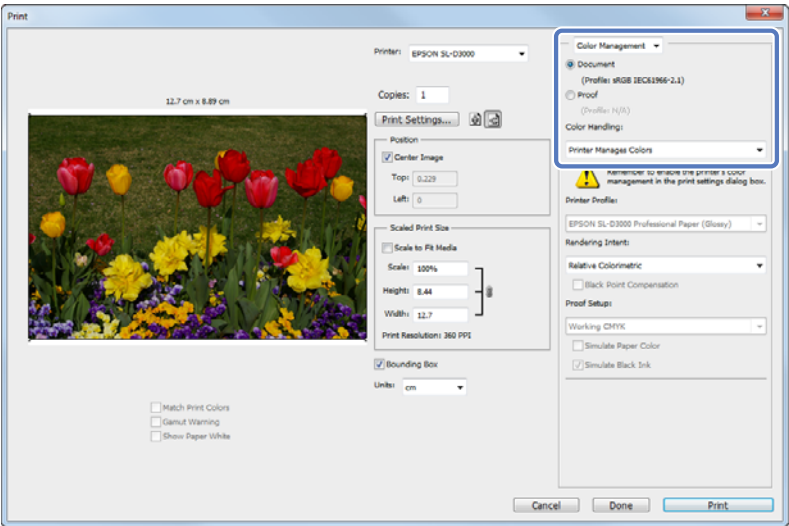 Print
Printer: EPSON SL-D3000
Copies: 1
Print Settings...
12.7 cm x 8.89 cm
Position
Center Image
Top: 0.229
Left: 0
Scaled Print Size
Scale to Fit Media
Scale: 100%
Height: 8.44
Width: 12.7
Print Resolution: 360 PPI
Bounding Box
Units: cm
Match Print Colors
Gamut Warning
Show Paper White
Color Management
Document
(Profile: sRGB IEC61966-2.1)
Proof
(Profile: N/A)
Color Handling:
Printer Manages Colors
Remember to enable the printer's color
management in the print settings dialog box.
Printer Profile:
EPSON SL-D3000 Professional Paper (Glossy)
Rendering Intent:
Relative Colorimetric
Black Point Compensation
Proof Setup:
Working CMYK
Simulate Paper Color
Simulate Black Ink
Cancel
Done
Print